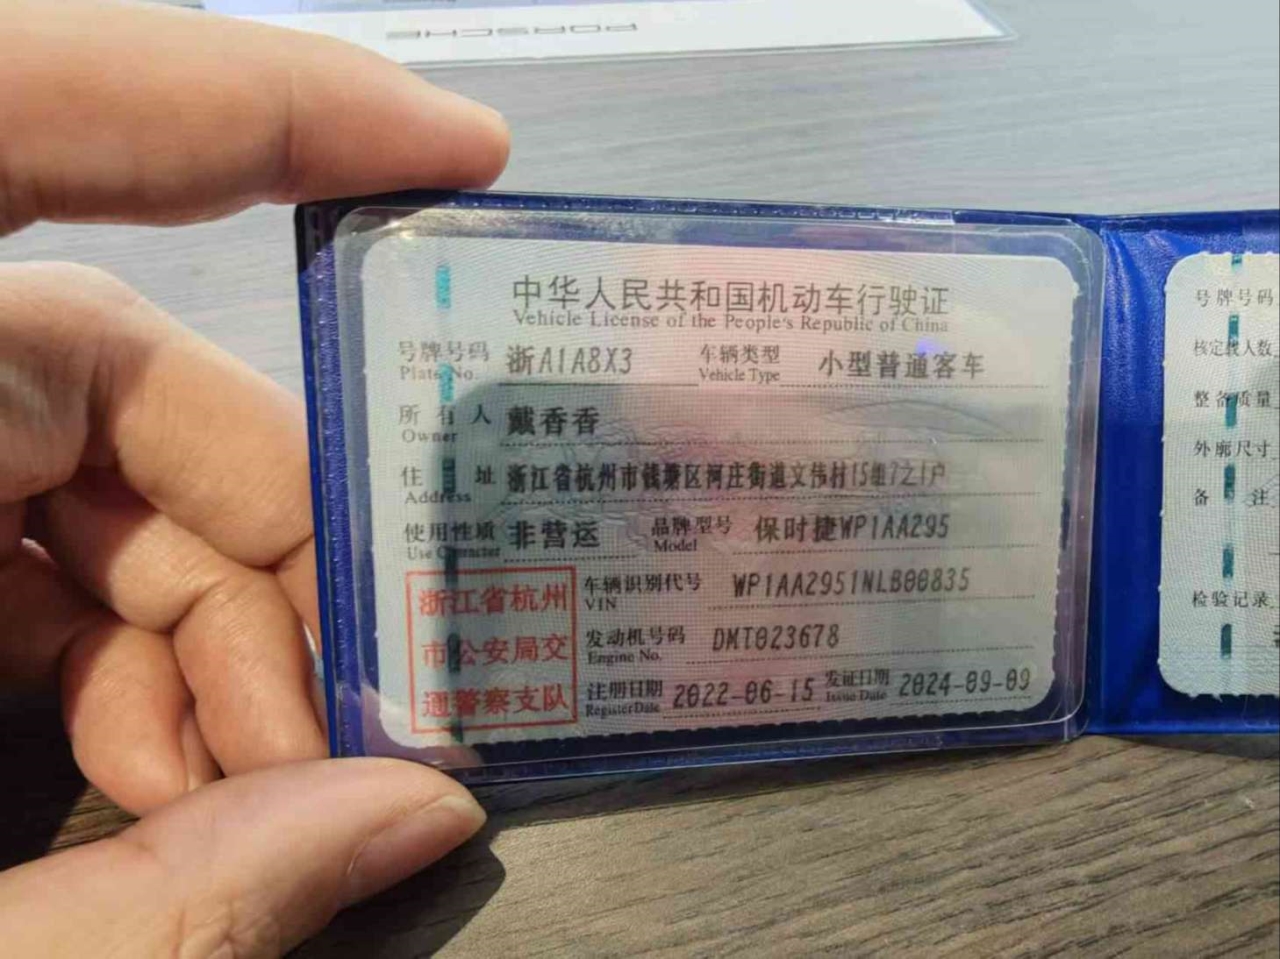 PORSCHE
中华人民共和国机动车行驶证
Vehicle License of the People's Republic of China
号牌号码 浙A1A8X3 车辆类型 小型普通客车
Plate No. Vehicle Type
所有人 戴香香
Owner
住址 浙江省杭州市钱塘区河庄街道文伟村15组7之1户
Address
使用性质 非营运 品牌型号 保时捷WP1AA295
Use Character Model
浙江省杭州
市公安局交
通警察支队
车辆识别代号 WP1AA2951NLB00835
VIN
发动机号码 DMT023678
Engine No.
注册日期 2022-06-15 发证日期 2024-09-09
Register Date Issue Date
号牌号码
核定载人数
整备质量
外廓尺寸
备注
检验记录